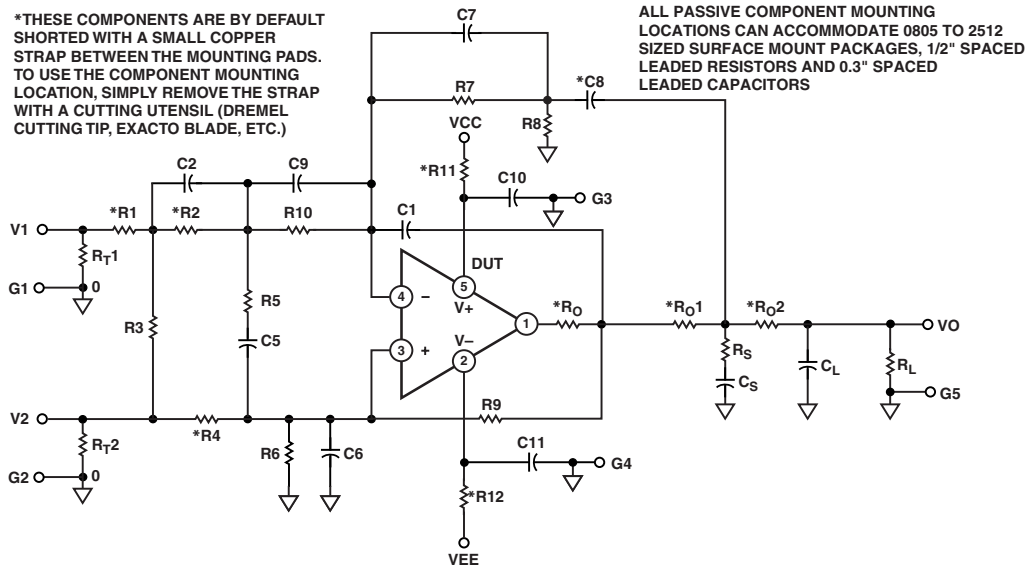 *THESE COMPONENTS ARE BY DEFAULT
SHORTED WITH A SMALL COPPER
STRAP BETWEEN THE MOUNTING PADS.
TO USE THE COMPONENT MOUNTING
LOCATION, SIMPLY REMOVE THE STRAP
WITH A CUTTING UTENSIL (DREMEL
CUTTING TIP, EXACTO BLADE, ETC.)
ALL PASSIVE COMPONENT MOUNTING
LOCATIONS CAN ACCOMMODATE 0805 TO 2512
SIZED SURFACE MOUNT PACKAGES, 1/2" SPACED
LEADED RESISTORS AND 0.3" SPACED
LEADED CAPACITORS
C7
R7
*C8
R8
VCC
*R11
C10
G3
C2
C9
V1
*R1
*R2
R10
C1
RT1
G1
0
R3
R5
C5
DUT
5
V+
4
–
3
+
V–
2
1
*RO
*RO1
*RO2
VO
RS
CS
CL
RL
G5
V2
*R4
R9
RT2
G2
0
R6
C6
C11
G4
*R12
VEE